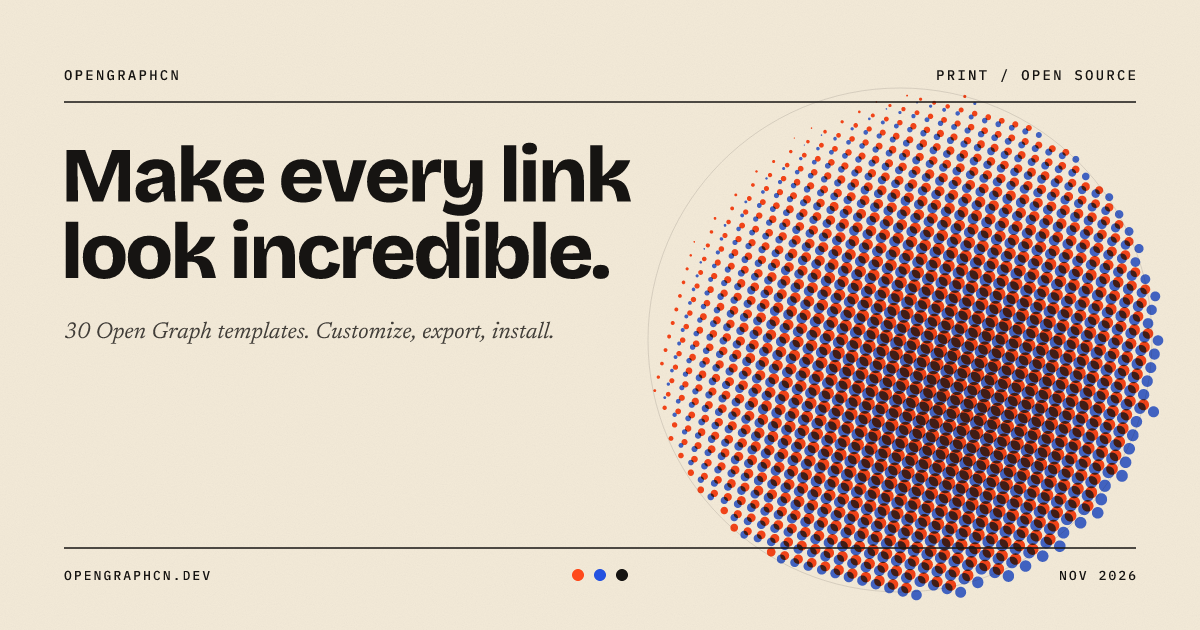 OPENGRAPHCN
PRINT / OPEN SOURCE
Make every link
look incredible.
30 Open Graph templates. Customize, export, install.
OPENGRAPHCN.DEV
NOV 2026